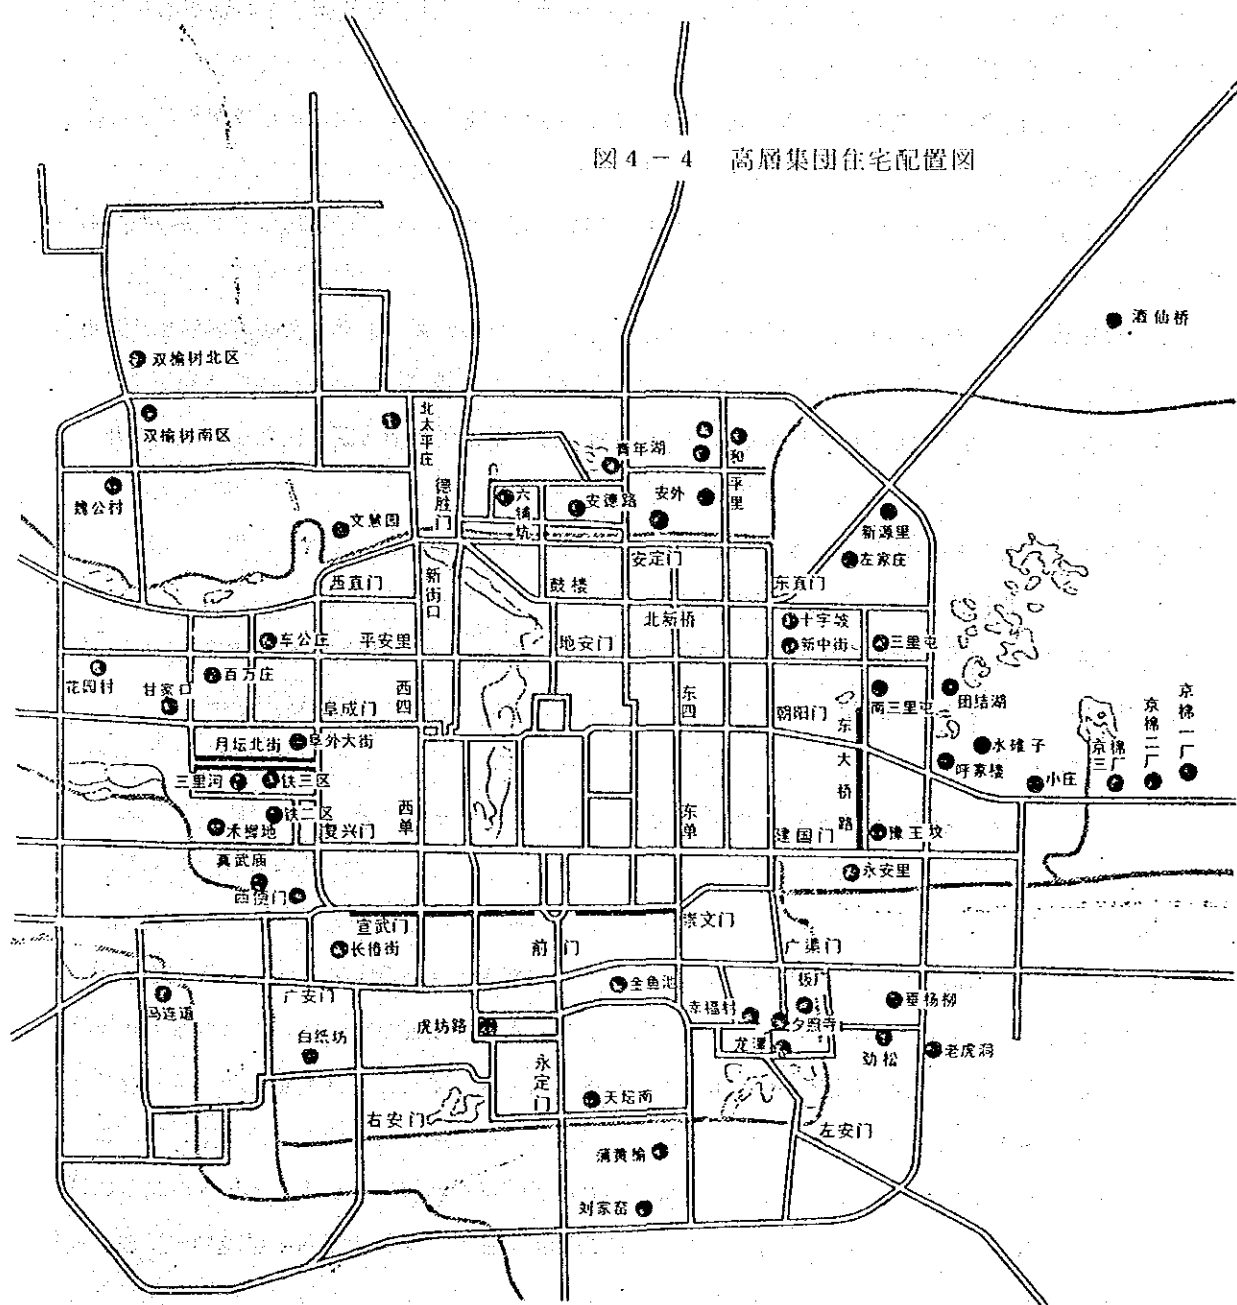 図4－4 高層集団住宅配置図
酒仙桥
双榆树北区
双榆树南区
北太平庄
青年湖
和平里
魏公村
德胜门
六铺坑
安德路
安外
文慧园
新源里
左家庄
安定门
西直门
新街口
鼓楼
东直门
北新桥
十字坡
车公庄
平安里
地安门
新中街
三里屯
花园村
百万庄
甘家口
西四
阜成门
东四
朝阳门
南三里屯
团结湖
京棉一厂
京棉二厂
京棉三厂
月坛北街
阜外大街
东大桥路
水碓子
呼家楼
小庄
三里河
铁三区
铁二区
木樨地
复兴门
西单
东单
建国门
豫王坟
真武庙
永安里
西便门
宣武门
崇文门
长椿街
前门
广渠门
板厂
马连道
广安门
金鱼池
幸福村
垂杨柳
白纸坊
虎坊路
夕照寺
龙潭
劲松
老虎洞
永定门
天坛南
右安门
左安门
蒲黄榆
刘家窑